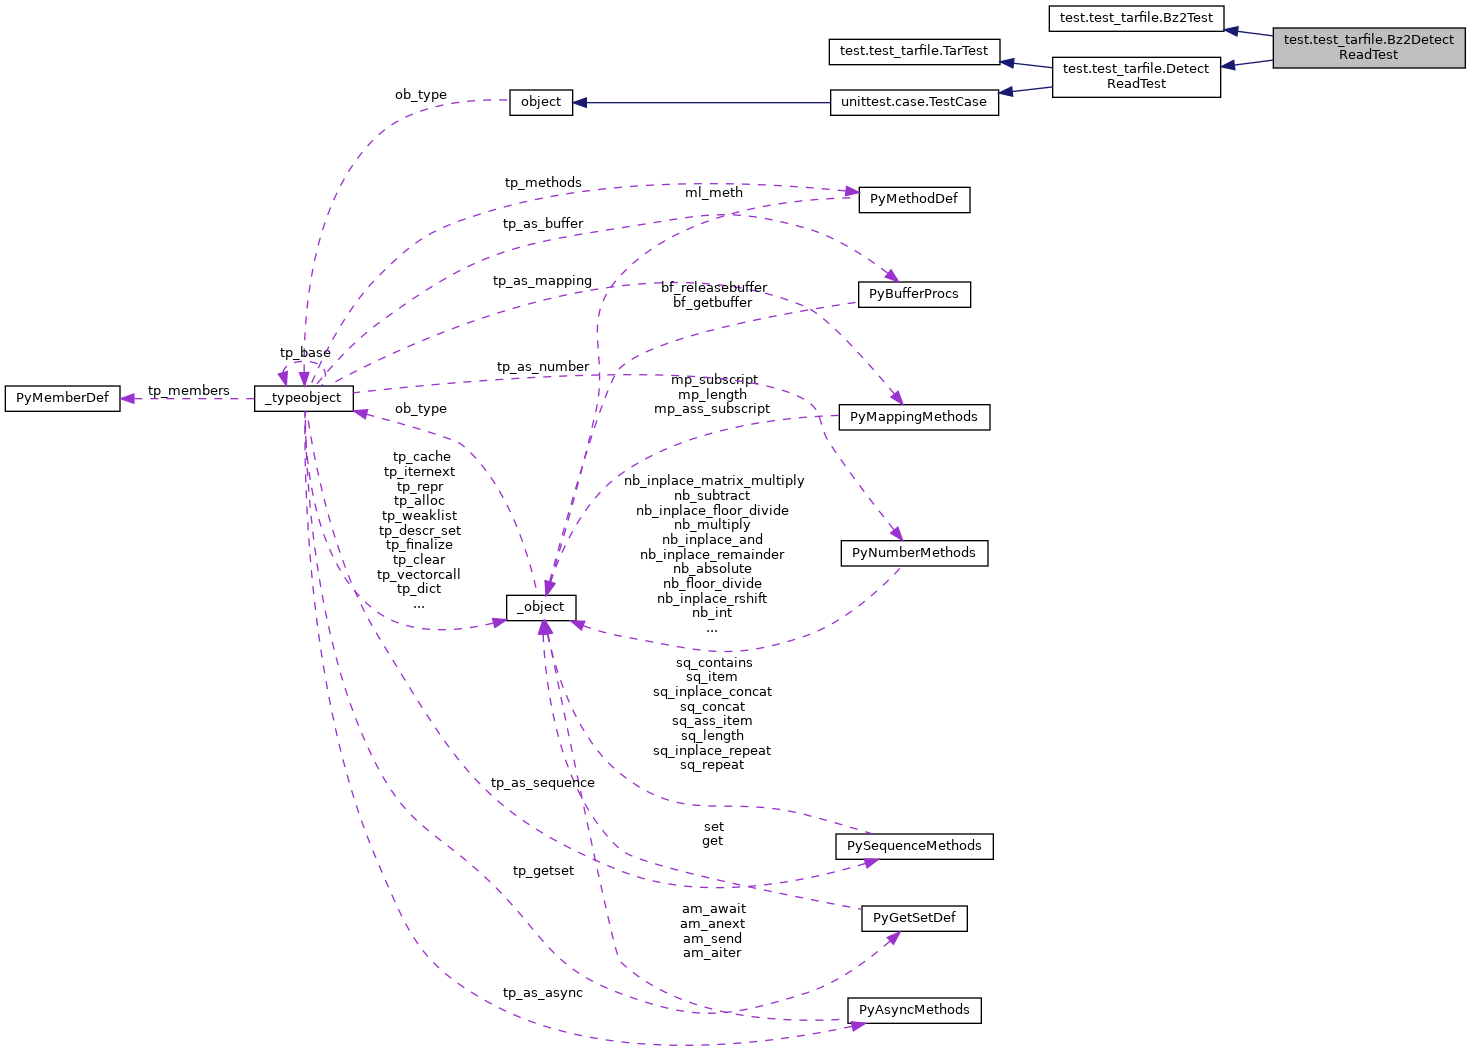 test.test_tarfile.Bz2Test
test.test_tarfile.Bz2Detect
ReadTest
test.test_tarfile.TarTest
test.test_tarfile.Detect
ReadTest
ob_type
object
unittest.case.TestCase
tp_methods
ml_meth
PyMethodDef
tp_as_buffer
tp_as_mapping
bf_releasebuffer
bf_getbuffer
PyBufferProcs
tp_base
tp_as_number
mp_subscript
mp_length
mp_ass_subscript
PyMemberDef
tp_members
_typeobject
ob_type
PyMappingMethods
tp_cache
tp_iternext
tp_repr
tp_alloc
tp_weaklist
tp_descr_set
tp_finalize
tp_clear
tp_vectorcall
tp_dict
...
nb_inplace_matrix_multiply
nb_subtract
nb_inplace_floor_divide
nb_multiply
nb_inplace_and
nb_inplace_remainder
nb_absolute
nb_floor_divide
nb_inplace_rshift
nb_int
...
PyNumberMethods
_object
sq_contains
sq_item
sq_inplace_concat
sq_concat
sq_ass_item
sq_length
sq_inplace_repeat
sq_repeat
tp_as_sequence
set
get
PySequenceMethods
tp_getset
am_await
am_anext
am_send
am_aiter
PyGetSetDef
tp_as_async
PyAsyncMethods